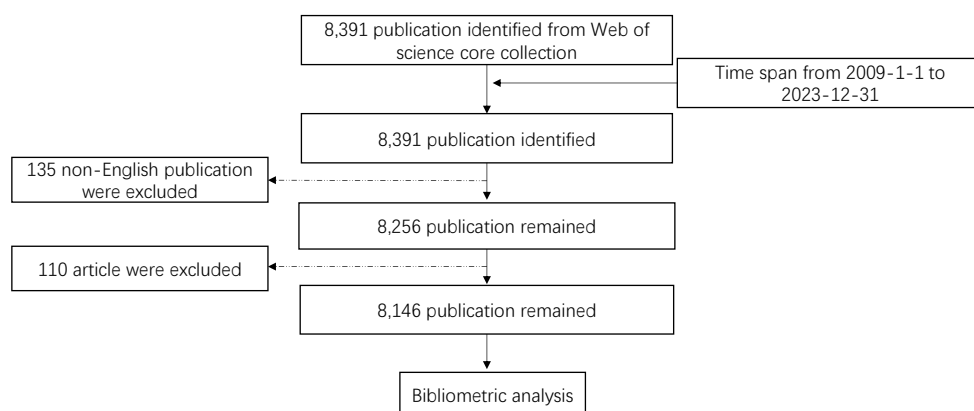 8,391 publication identified from Web of
science core collection
Time span from 2009-1-1 to
2023-12-31
8,391 publication identified
135 non-English publication
were excluded
8,256 publication remained
110 article were excluded
8,146 publication remained
Bibliometric analysis